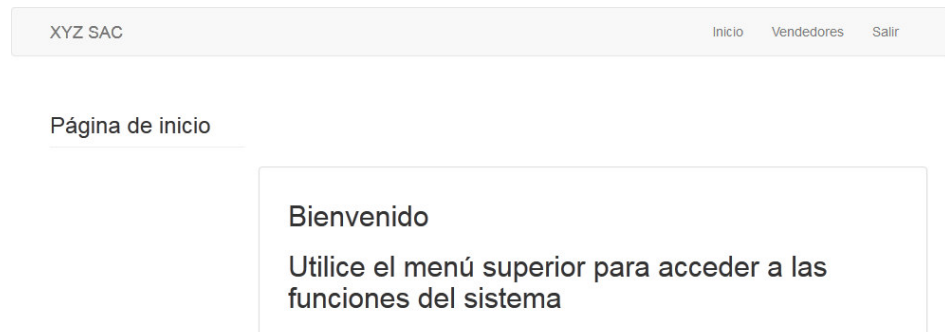 XYZ SAC
Inicio Vendedores Salir
Página de inicio
Bienvenido
Utilice el menú superior para acceder a las
funciones del sistema